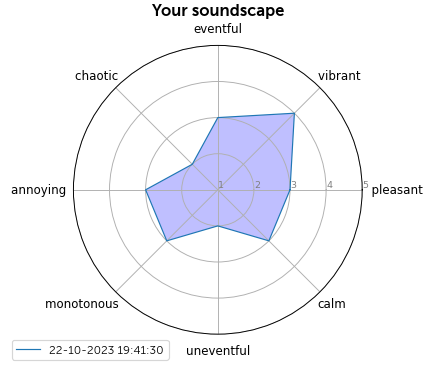 Your soundscape
eventful
chaotic
vibrant
annoying
1
2
3
4
5
pleasant
monotonous
calm
22-10-2023 19:41:30
uneventful